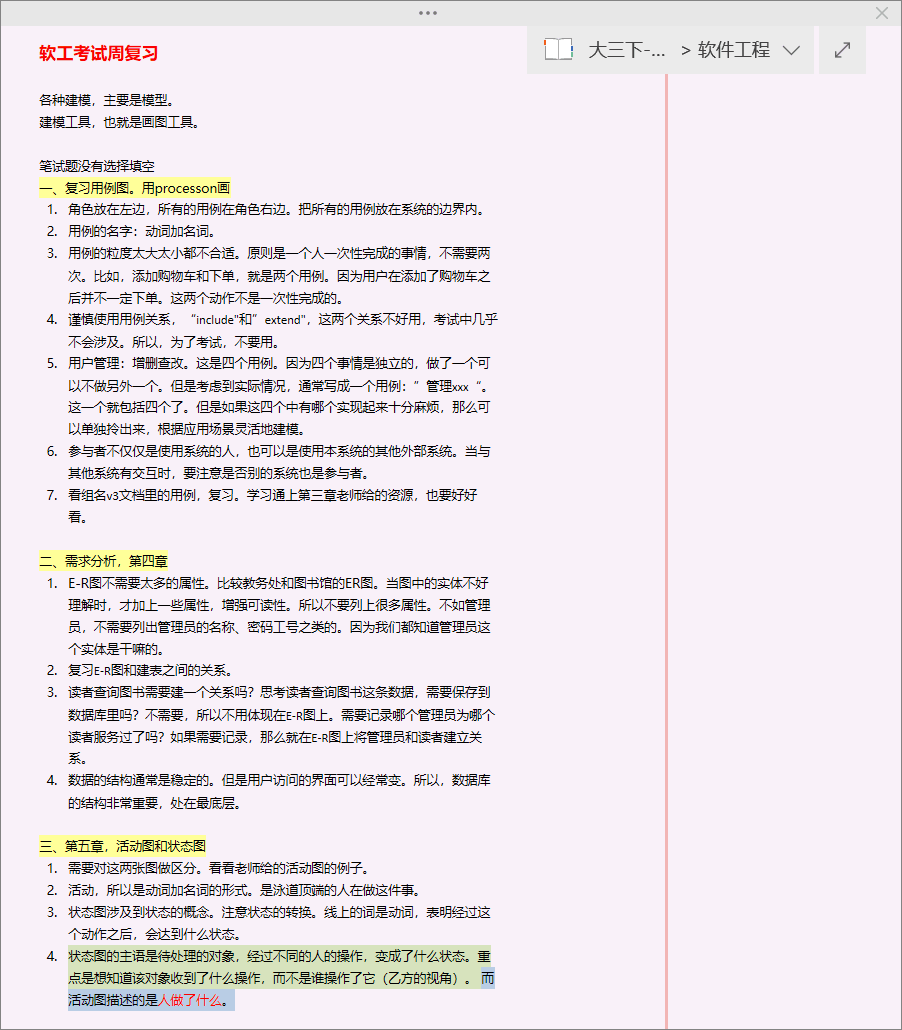 大三下-... > 软件工程
软工考试周复习
各种建模，主要是模型。
建模工具，也就是画图工具。
笔试题没有选择填空
一、复习用例图。用processon画
1. 角色放在左边，所有的用例在角色右边。把所有的用例放在系统的边界内。
2. 用例的名字：动词加名词。
3. 用例的粒度太大太小都不合适。原则是一个人一次性完成的事情，不需要两
次。比如，添加购物车和下单，就是两个用例。因为用户在添加了购物车之
后并不一定下单。这两个动作不是一次性完成的。
4. 谨慎使用用例关系，“include"和”extend"，这两个关系不好用，考试中几乎
不会涉及。所以，为了考试，不要用。
5. 用户管理：增删查改。这是四个用例。因为四个事情是独立的，做了一个可
以不做另外一个。但是考虑到实际情况，通常写成一个用例：”管理xxx“。
这一个就包括四个了。但是如果这四个中有哪个实现起来十分麻烦，那么可
以单独拎出来，根据应用场景灵活地建模。
6. 参与者不仅仅是使用系统的人，也可以是使用本系统的其他外部系统。当与
其他系统有交互时，要注意是否别的系统也是参与者。
7. 看组名v3文档里的用例，复习。学习通上第三章老师给的资源，也要好好
看。
二、需求分析，第四章
1. E-R图不需要太多的属性。比较教务处和图书馆的ER图。当图中的实体不好
理解时，才加上一些属性，增强可读性。所以不要列上很多属性。不如管理
员，不需要列出管理员的名称、密码工号之类的。因为我们都知道管理员这
个实体是干嘛的。
2. 复习E-R图和建表之间的关系。
3. 读者查询图书需要建一个关系吗？思考读者查询图书这条数据，需要保存到
数据库里吗？不需要，所以不用体现在E-R图上。需要记录哪个管理员为哪个
读者服务过了吗？如果需要记录，那么就在E-R图上将管理员和读者建立关
系。
4. 数据的结构通常是稳定的。但是用户访问的界面可以经常变。所以，数据库
的结构非常重要，处在最底层。
三、第五章，活动图和状态图
1. 需要对这两张图做区分。看看老师给的活动图的例子。
2. 活动，所以是动词加名词的形式。是泳道顶端的人在做这件事。
3. 状态图涉及到状态的概念。注意状态的转换。线上的词是动词，表明经过这
个动作之后，会达到什么状态。
4. 状态图的主语是待处理的对象，经过不同的人的操作，变成了什么状态。重
点是想知道该对象收到了什么操作，而不是谁操作了它（乙方的视角）。 而
活动图描述的是人做了什么。